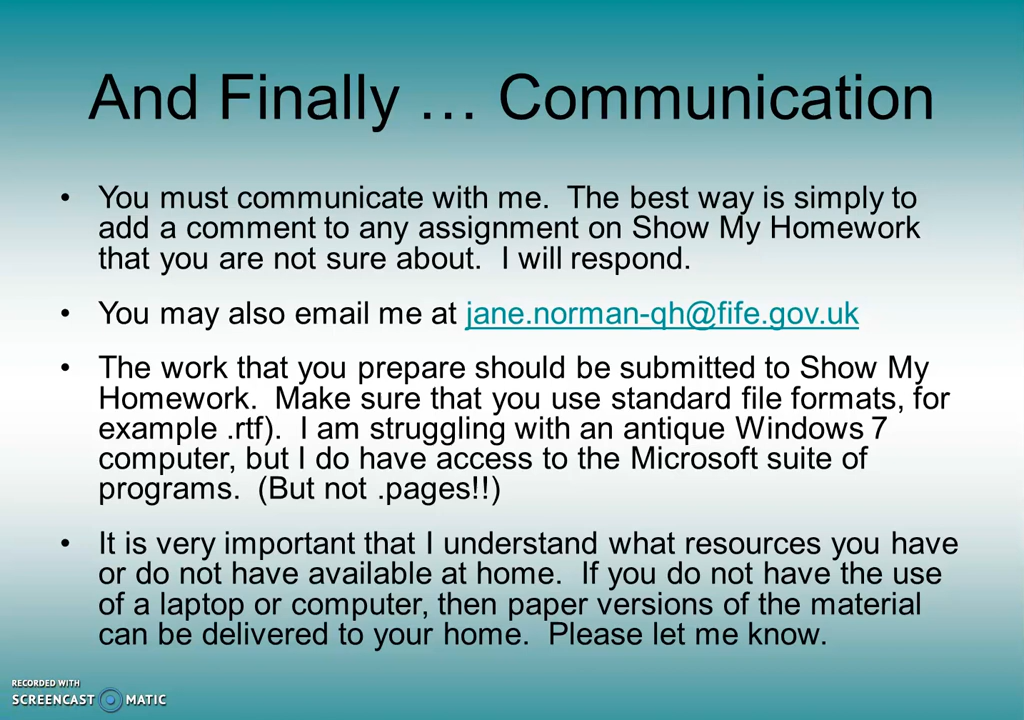 And Finally … Communication
• You must communicate with me.  The best way is simply to
add a comment to any assignment on Show My Homework
that you are not sure about.  I will respond.
• You may also email me at jane.norman-qh@fife.gov.uk
• The work that you prepare should be submitted to Show My
Homework.  Make sure that you use standard file formats, for
example .rtf).  I am struggling with an antique Windows 7
computer, but I do have access to the Microsoft suite of
programs.  (But not .pages!!)
• It is very important that I understand what resources you have
or do not have available at home.  If you do not have the use
of a laptop or computer, then paper versions of the material
can be delivered to your home.  Please let me know.
RECORDED WITH
SCREENCAST MATIC